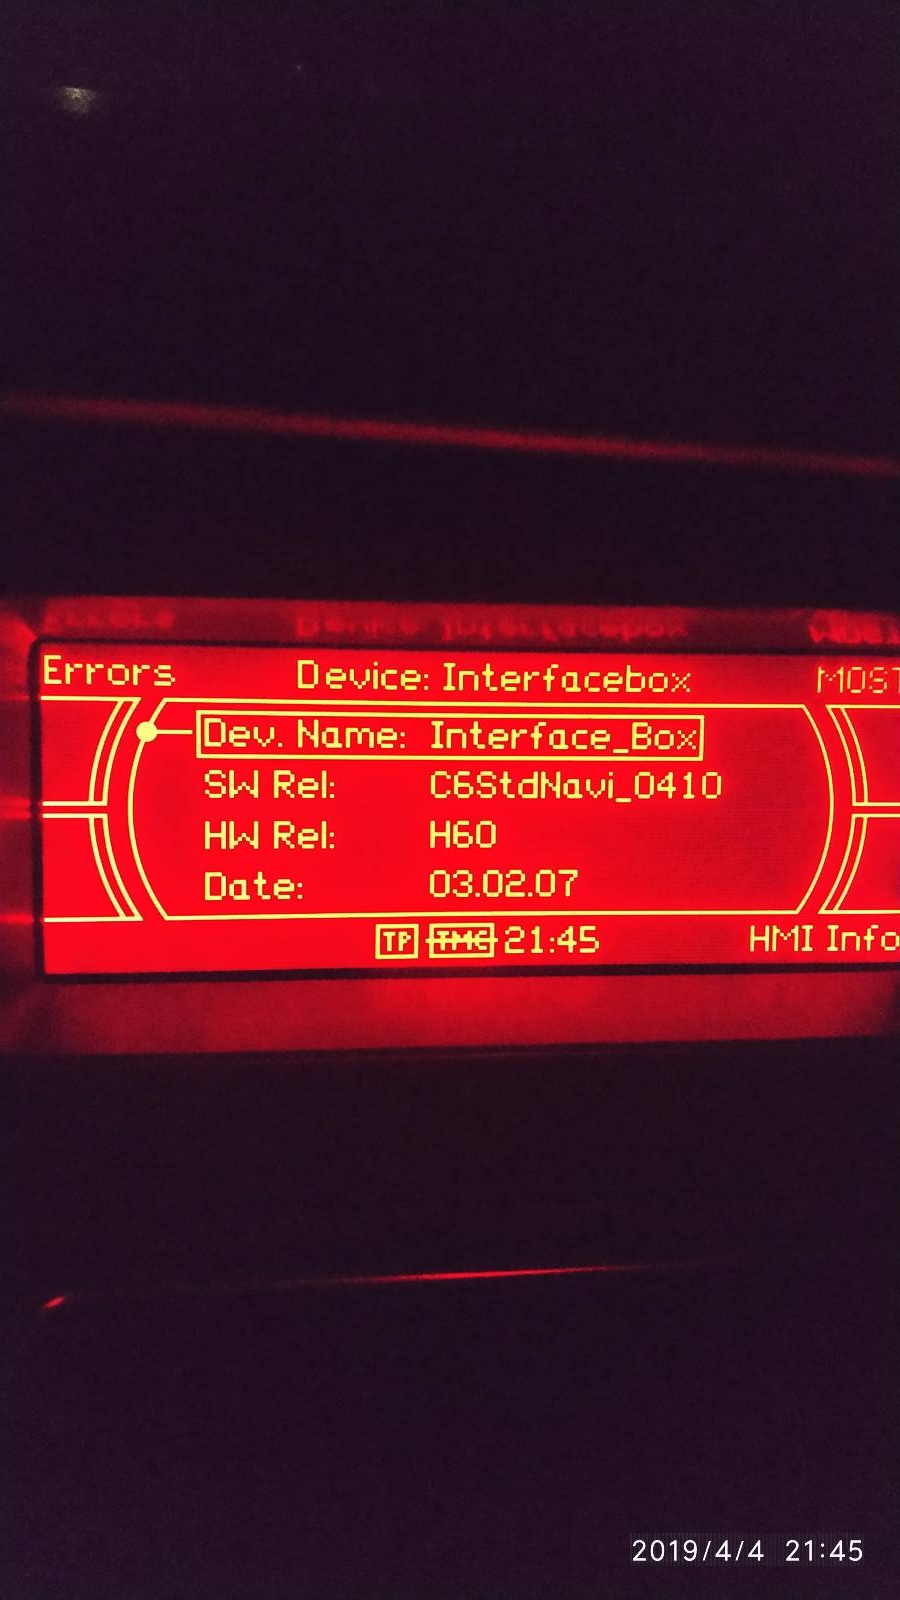 Errors Device: Interfacebox MOST
Dev. Name: Interface_Box
SW Rel: C6StdNavi_0410
HW Rel: H60
Date: 03.02.07
TP TMC 21:45 HMI Info
2019/4/4 21:45